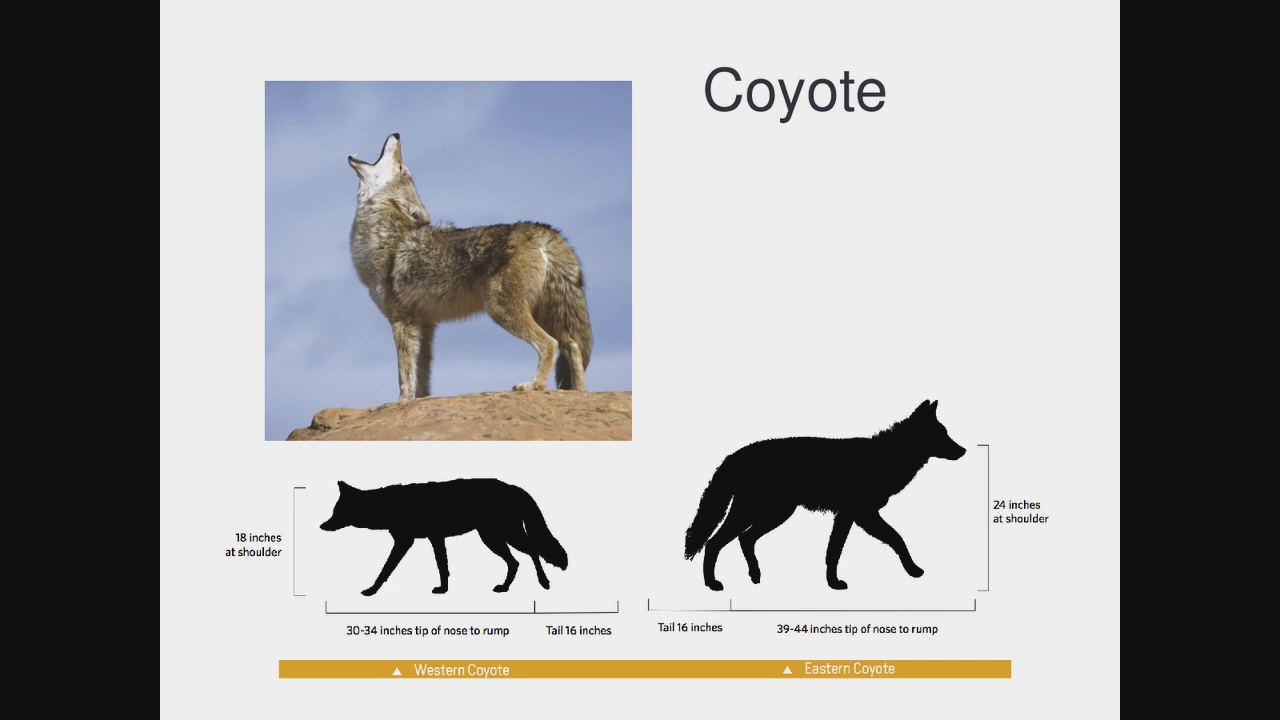 Coyote
18 inches
at shoulder
24 inches
at shoulder
30-34 inches tip of nose to rump
Tail 16 inches
Tail 16 inches
39-44 inches tip of nose to rump
Western Coyote
Eastern Coyote